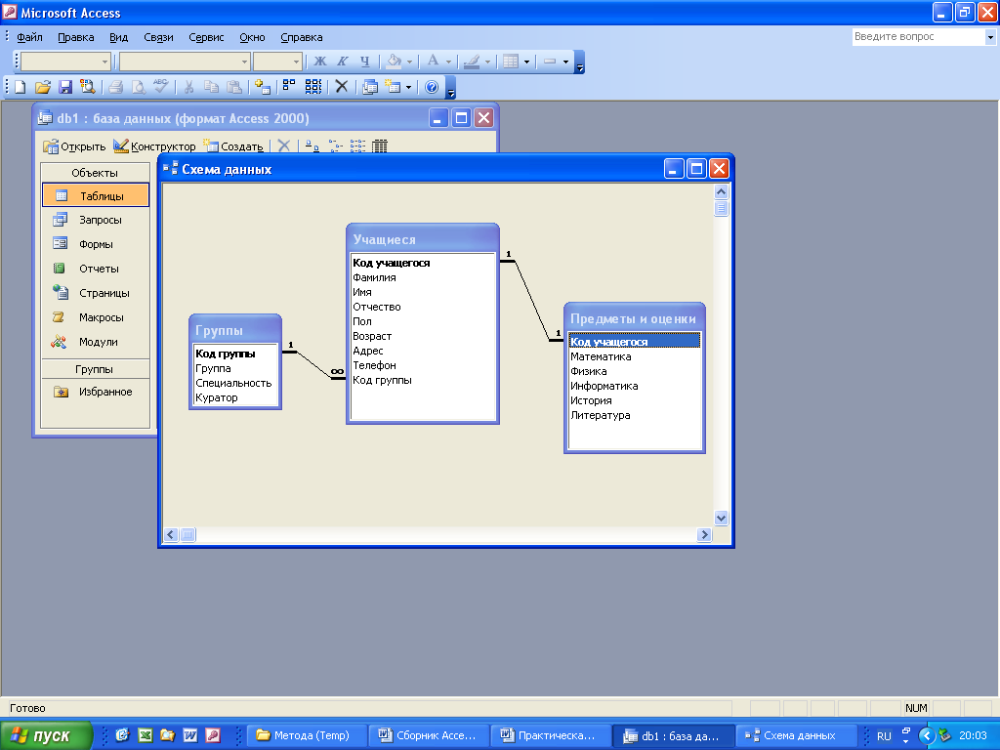 Microsoft Access
Файл Правка Вид Связи Сервис Окно Справка
Введите вопрос
Ж К Ч
А
db1 : база данных (формат Access 2000)
Открыть Конструктор Создать
Объекты
Таблицы
Запросы
Формы
Отчеты
Страницы
Макросы
Модули
Группы
Избранное
Схема данных
Группы
Код группы
Группа
Специальность
Куратор
1
∞
Учащиеся
Код учащегося
Фамилия
Имя
Отчество
Пол
Возраст
Адрес
Телефон
Код группы
1
1
Предметы и оценки
Код учащегося
Математика
Физика
Информатика
История
Литература
Готово
NUM
пуск
Метода (Temp)
Сборник Acce...
Практическа...
db1 : база да...
Схема данных
RU
20:03